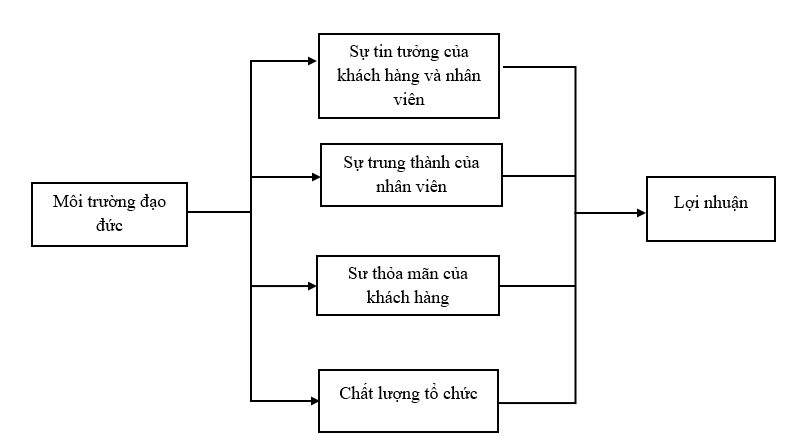 Sự tin tưởng của
khách hàng và nhân
viên
Sự trung thành của
nhân viên
Môi trường đạo
đức
Lợi nhuận
Sư thỏa mãn của
khách hàng
Chất lượng tổ chức